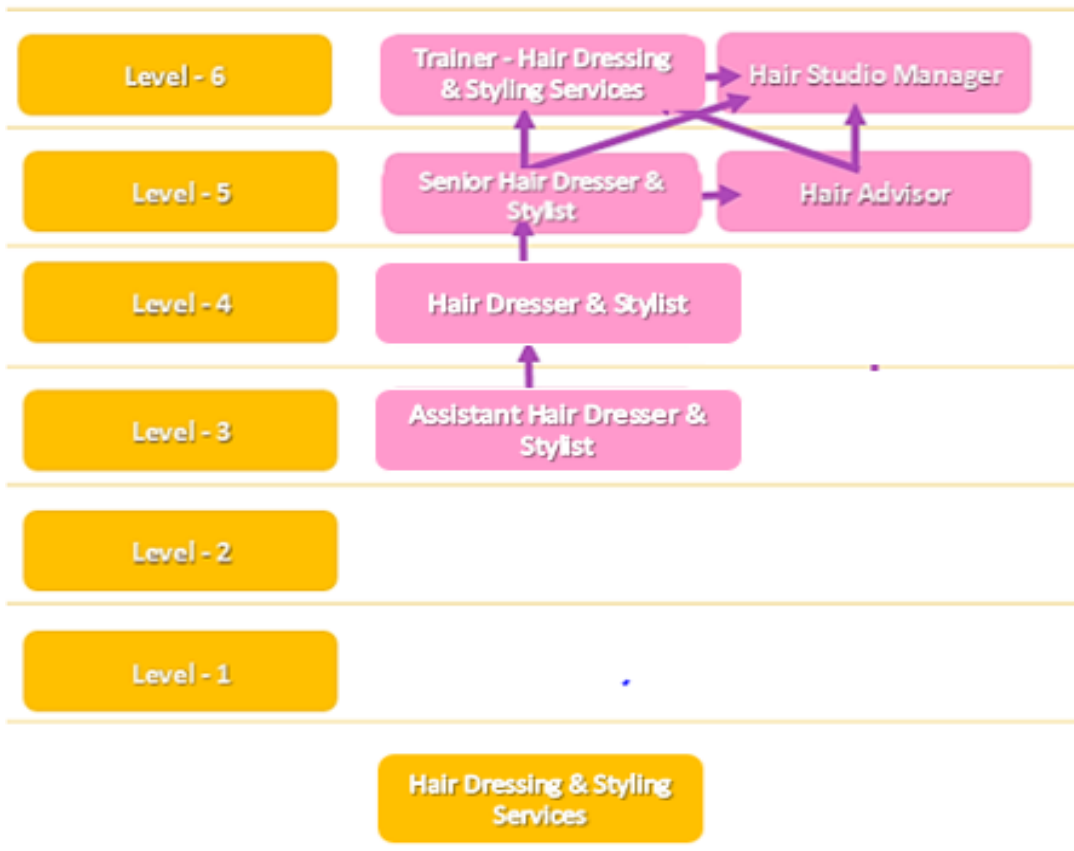 Level - 6
Trainer - Hair Dressing
& Styling Services
Hair Studio Manager
Level - 5
Senior Hair Dresser &
Stylist
Hair Advisor
Level - 4
Hair Dresser & Stylist
Level - 3
Assistant Hair Dresser &
Stylist
Level - 2
Level - 1
Hair Dressing & Styling
Services